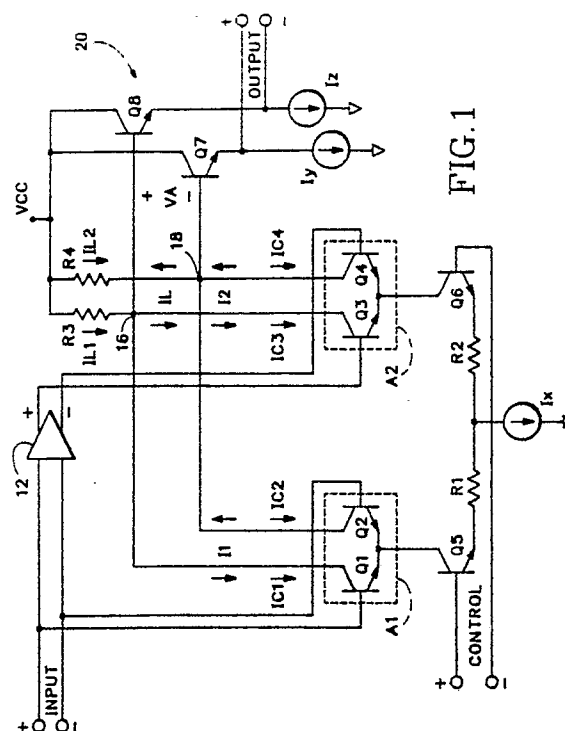 20
VCC
R3
R4
IL1
IL2
Q8
Q7
+
VA
−
OUTPUT
+
−
Iy
Iz
16
18
IL
I2
IC3
IC4
Q3
Q4
A2
Q6
R2
12
+
−
INPUT
+
−
I1
IC1
IC2
Q1
Q2
A1
Q5
R1
Ix
CONTROL
+
−
FIG. 1